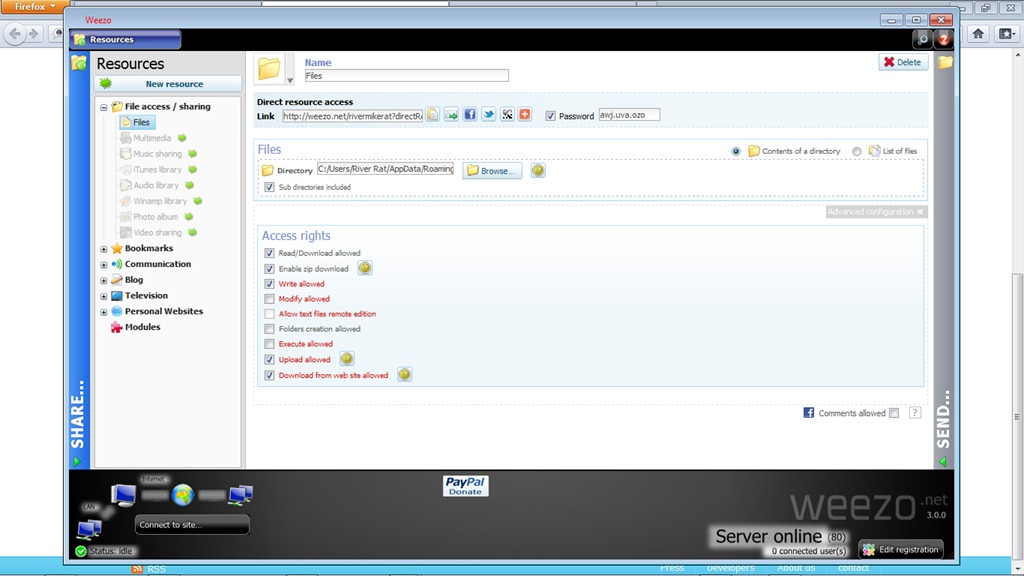 Firefox
Weezo
Resources
Resources
New resource
File access / sharing
Files
Multimedia
Music sharing
iTunes library
Audio library
Winamp library
Photo album
Video sharing
Bookmarks
Communication
Blog
Television
Personal Websites
Modules
SHARE...
Name
Files
Delete
Direct resource access
Link http://weezo.net/rivermikerat?directR Password awj.uva.ozo
Files
Contents of a directory List of files
Directory C:/Users/River Rat/AppData/Roaming Browse...
Sub directories included
Advanced configuration
Access rights
Read/Download allowed
Enable zip download
Write allowed
Modify allowed
Allow text files remote edition
Folders creation allowed
Execute allowed
Upload allowed
Download from web site allowed
Comments allowed ?
SEND...
Internet
LAN
Connect to site...
Status: idle
PayPal
Donate
weezo.net
3.0.0
Server online (80)
0 connected user(s)
Edit registration
RSS Press Developers About us contact